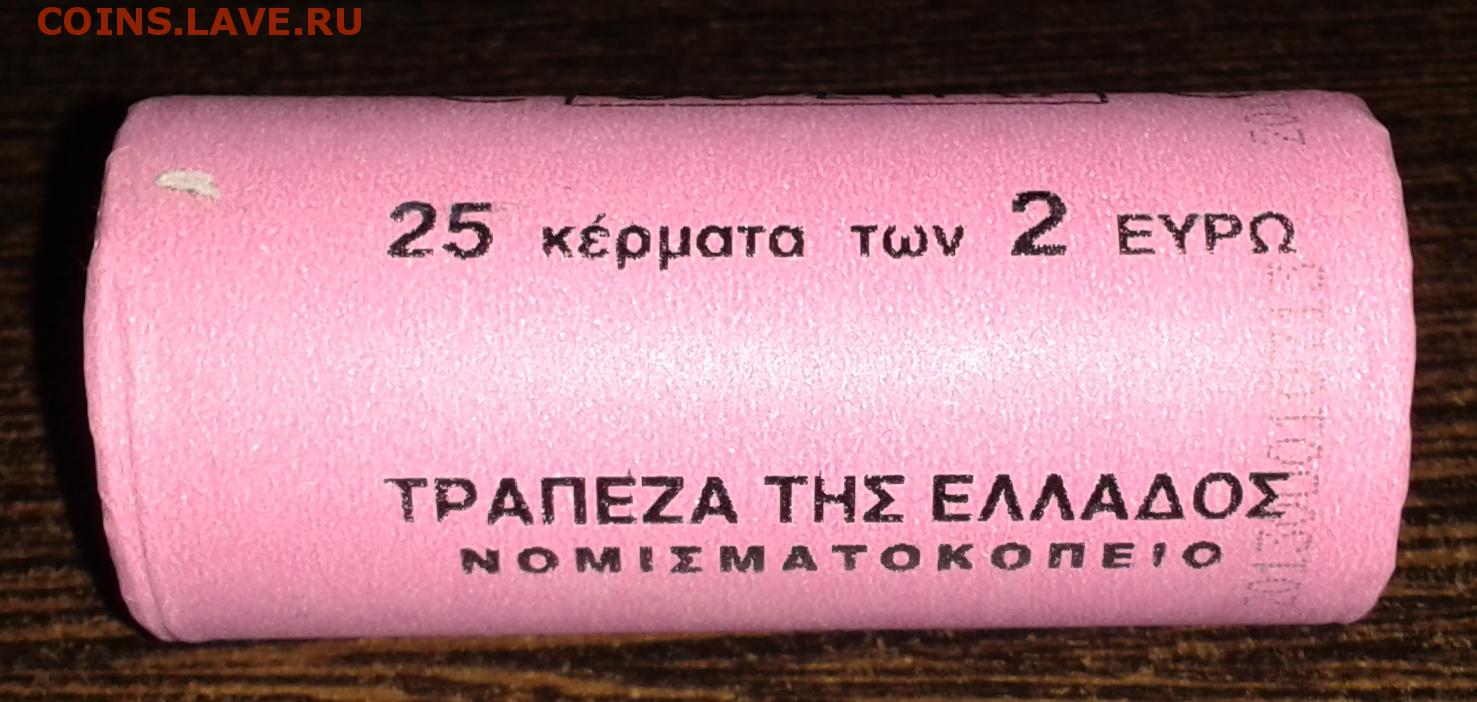 COINS.LAVE.RU
25 κέρματα των 2 ΕΥΡΩ
ΤΡΑΠΕΖΑ ΤΗΣ ΕΛΛΑΔΟΣ
ΝΟΜΙΣΜΑΤΟΚΟΠΕΙΟ